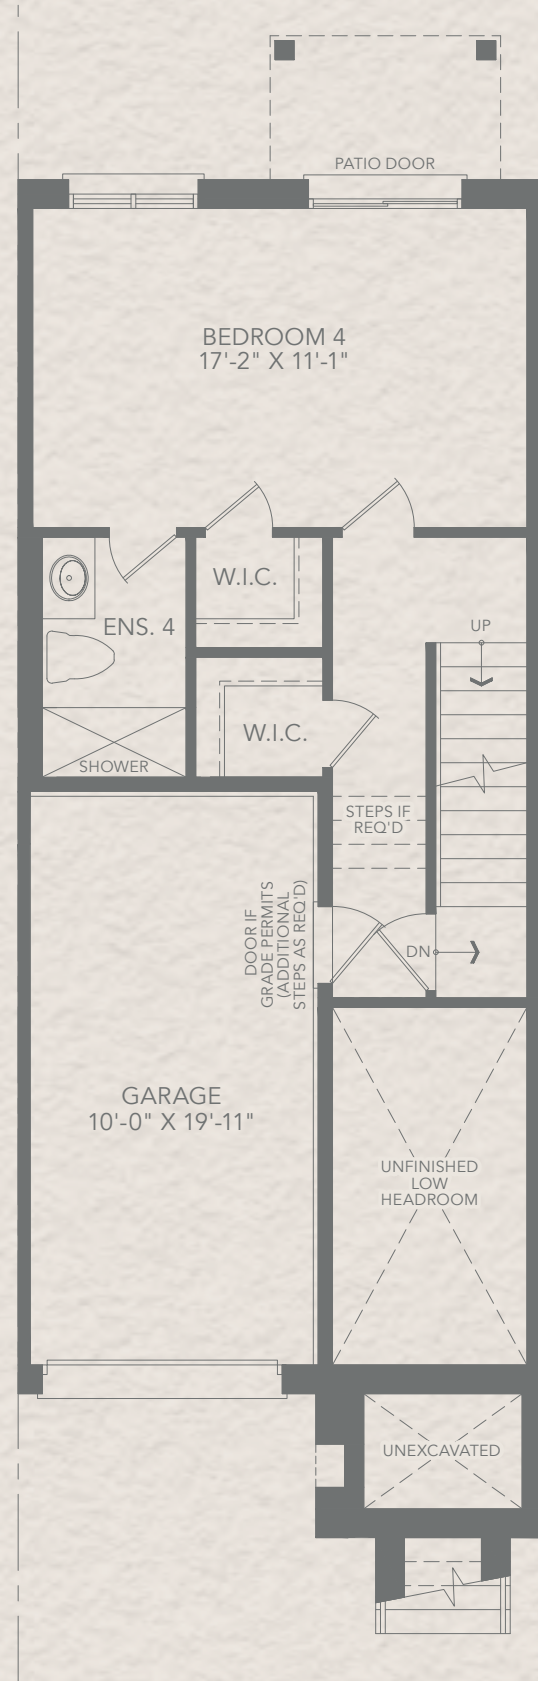 PATIO DOOR
BEDROOM 4
17'-2" X 11'-1"
W.I.C.
ENS. 4
UP
W.I.C.
SHOWER
STEPS IF
REQ'D
DOOR IF
GRADE PERMITS
(ADDITIONAL
STEPS AS REQ'D)
DN
GARAGE
10'-0" X 19'-11"
UNFINISHED
LOW
HEADROOM
UNEXCAVATED